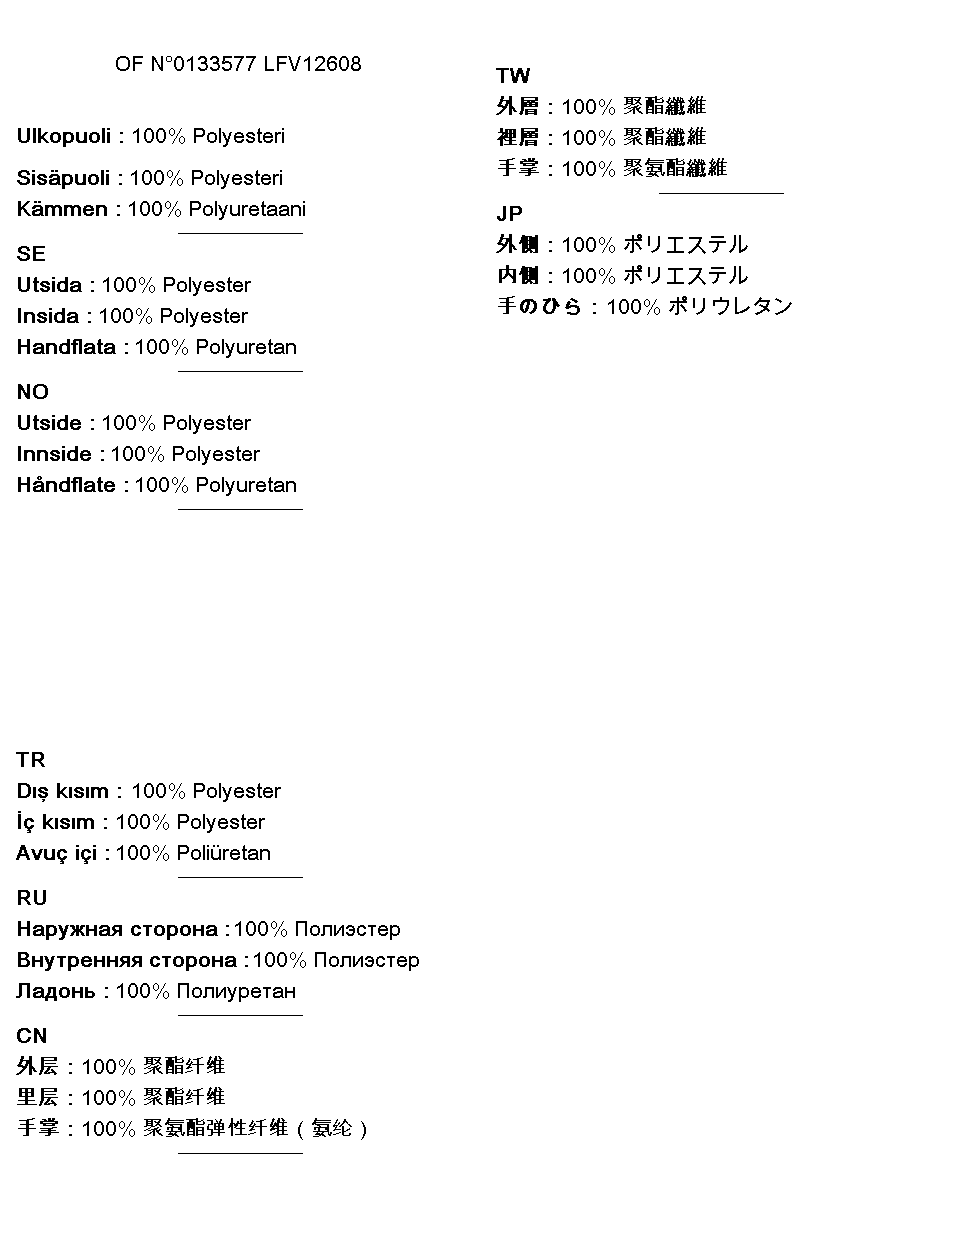 OF N°0133577 LFV12608
Ulkopuoli : 100% Polyesteri
Sisäpuoli : 100% Polyesteri
Kämmen : 100% Polyuretaani
SE
Utsida : 100% Polyester
Insida : 100% Polyester
Handflata : 100% Polyuretan
NO
Utside : 100% Polyester
Innside : 100% Polyester
Håndflate : 100% Polyuretan
TR
Dış kısım : 100% Polyester
İç kısım : 100% Polyester
Avuç içi : 100% Poliüretan
RU
Наружная сторона : 100% Полиэстер
Внутренняя сторона : 100% Полиэстер
Ладонь : 100% Полиуретан
CN
外层 : 100% 聚酯纤维
里层 : 100% 聚酯纤维
手掌 : 100% 聚氨酯弹性纤维 ( 氨纶 )
TW
外層 : 100% 聚酯纖維
裡層 : 100% 聚酯纖維
手掌 : 100% 聚氨酯纖維
JP
外側 : 100% ポリエステル
内側 : 100% ポリエステル
手のひら : 100% ポリウレタン